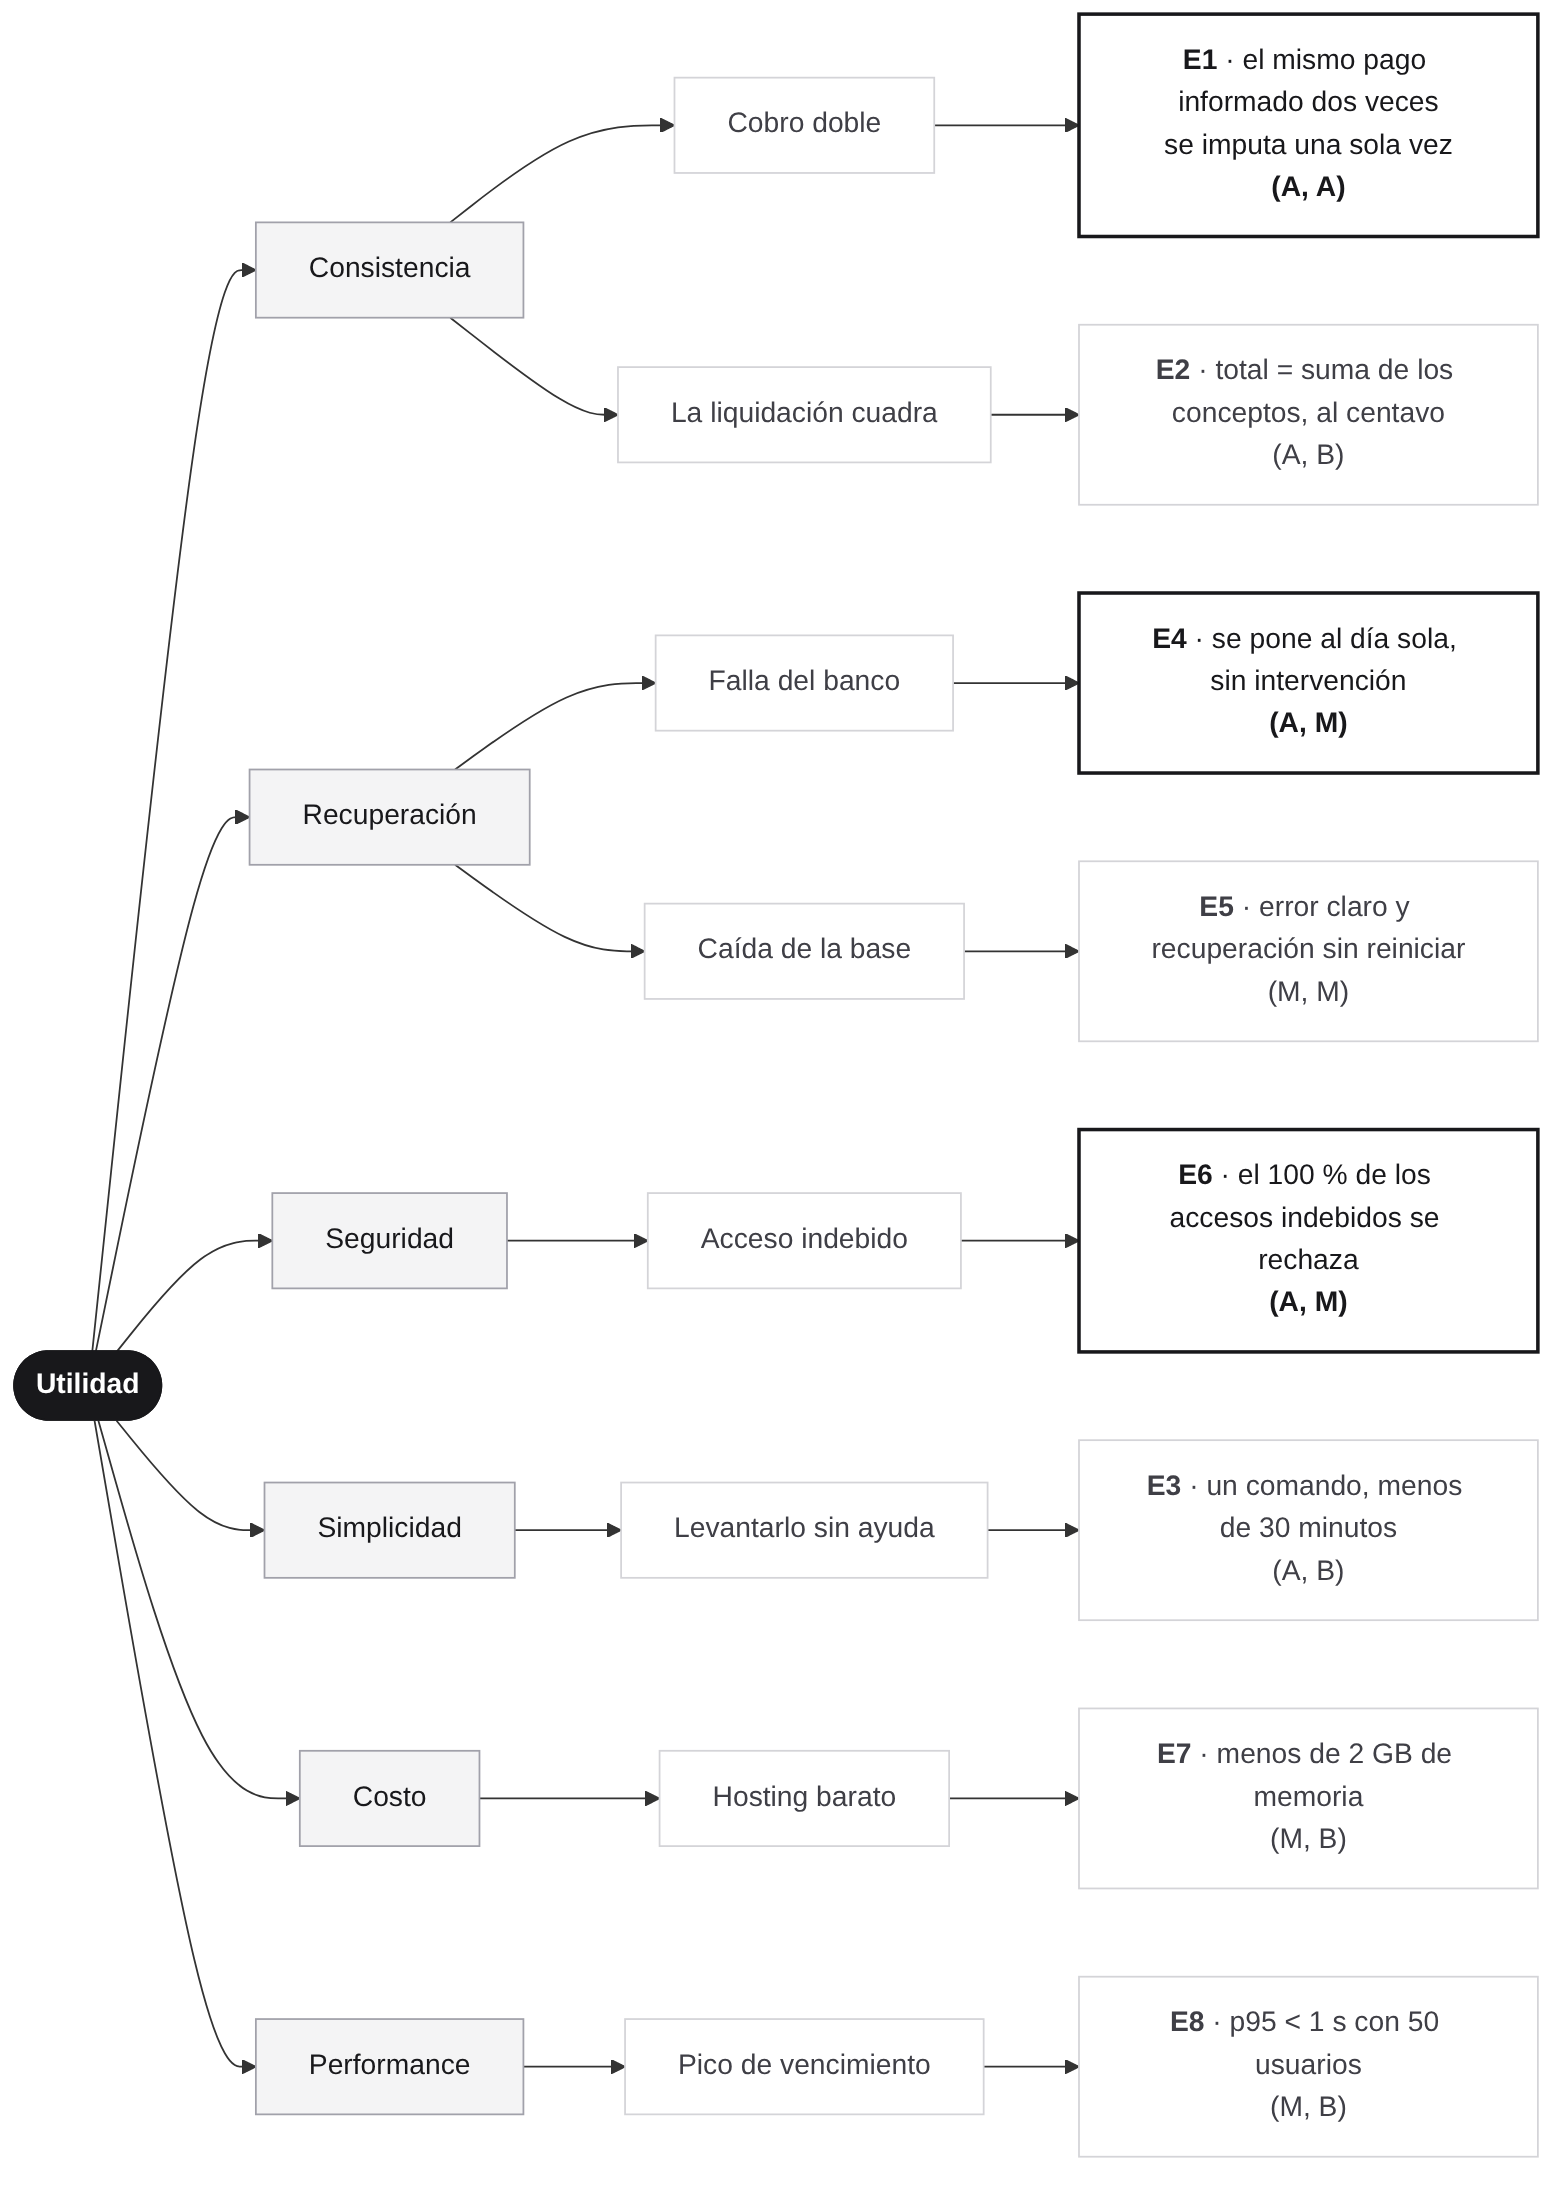 Utilidad
Consistencia
Cobro doble
E1 · el mismo pago
informado dos veces
se imputa una sola vez
(A, A)
La liquidación cuadra
E2 · total = suma de los
conceptos, al centavo
(A, B)
Recuperación
Falla del banco
E4 · se pone al día sola,
sin intervención
(A, M)
Caída de la base
E5 · error claro y
recuperación sin reiniciar
(M, M)
Seguridad
Acceso indebido
E6 · el 100 % de los
accesos indebidos se
rechaza
(A, M)
Simplicidad
Levantarlo sin ayuda
E3 · un comando, menos
de 30 minutos
(A, B)
Costo
Hosting barato
E7 · menos de 2 GB de
memoria
(M, B)
Performance
Pico de vencimiento
E8 · p95 < 1 s con 50
usuarios
(M, B)